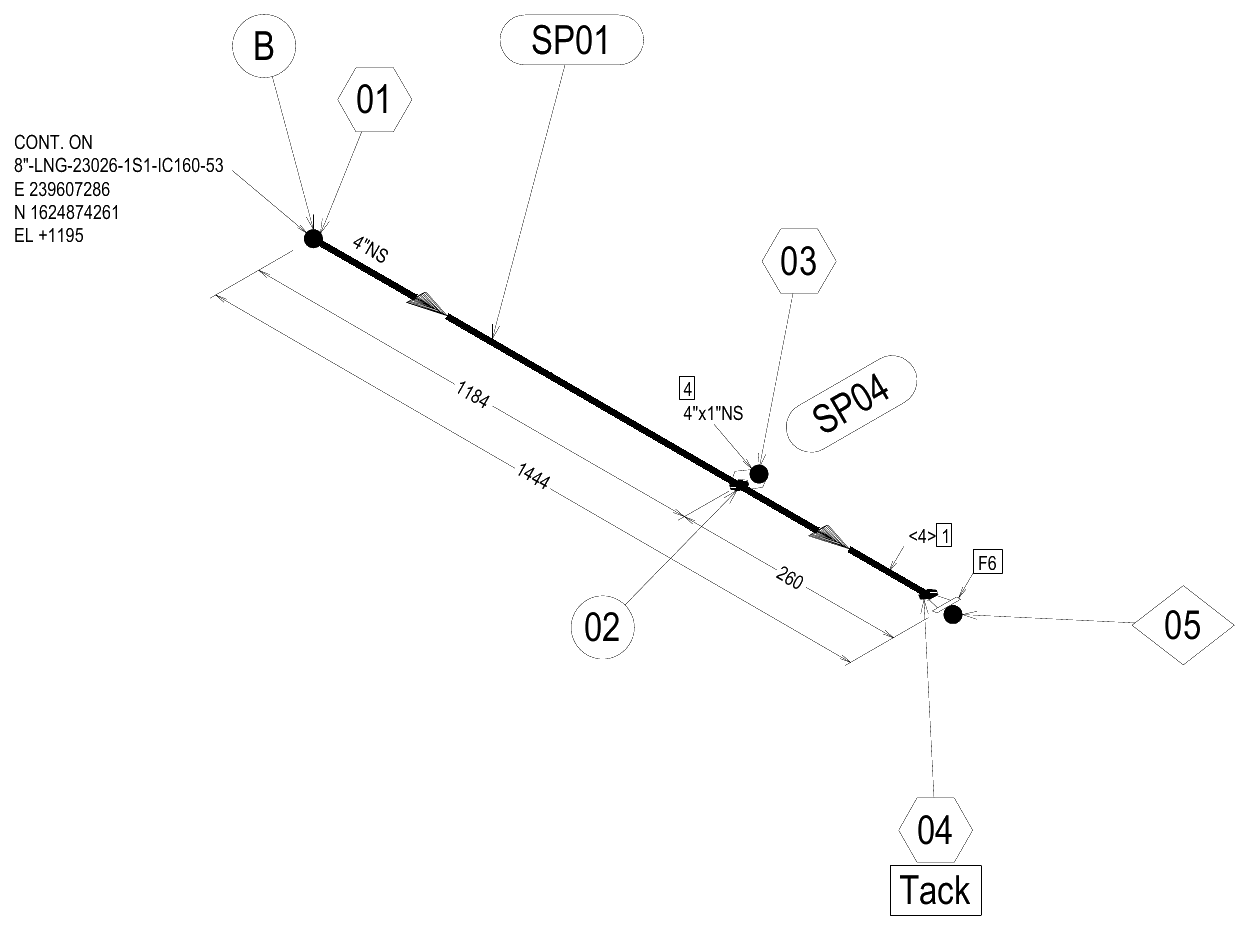 B
SP01
01
CONT. ON
8"-LNG-23026-1S1-IC160-53
E 239607286
N 1624874261
EL +1195
4"NS
03
1184
4
4"x1"NS
SP04
1444
<4> 1
F6
260
02
05
04
Tack